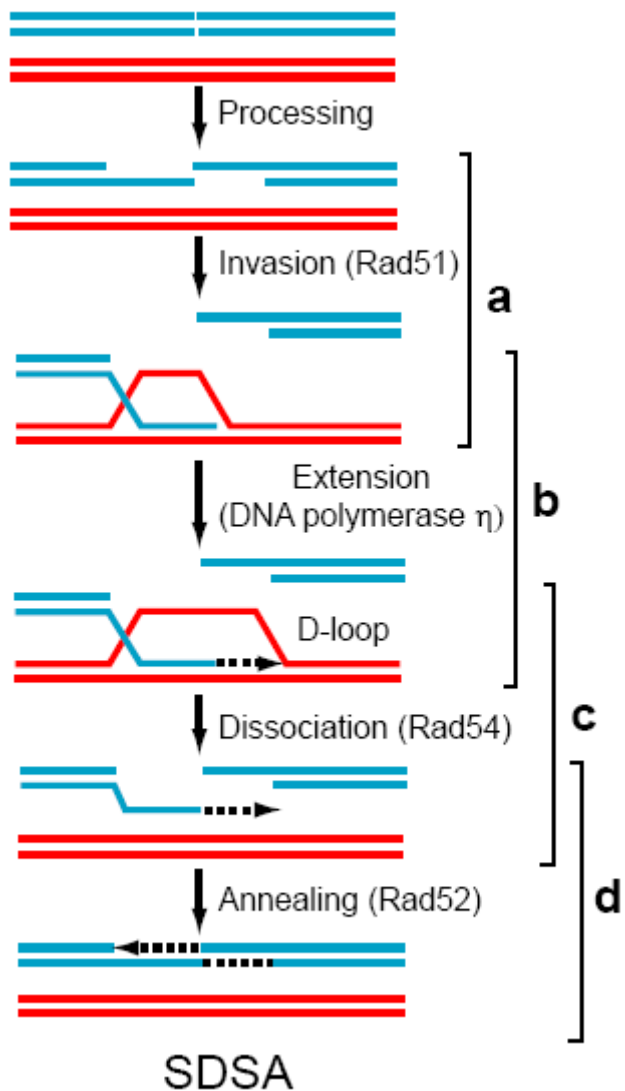 Processing
Invasion (Rad51)
a
Extension
(DNA polymerase η)
b
D-loop
c
Dissociation (Rad54)
d
Annealing (Rad52)
SDSA